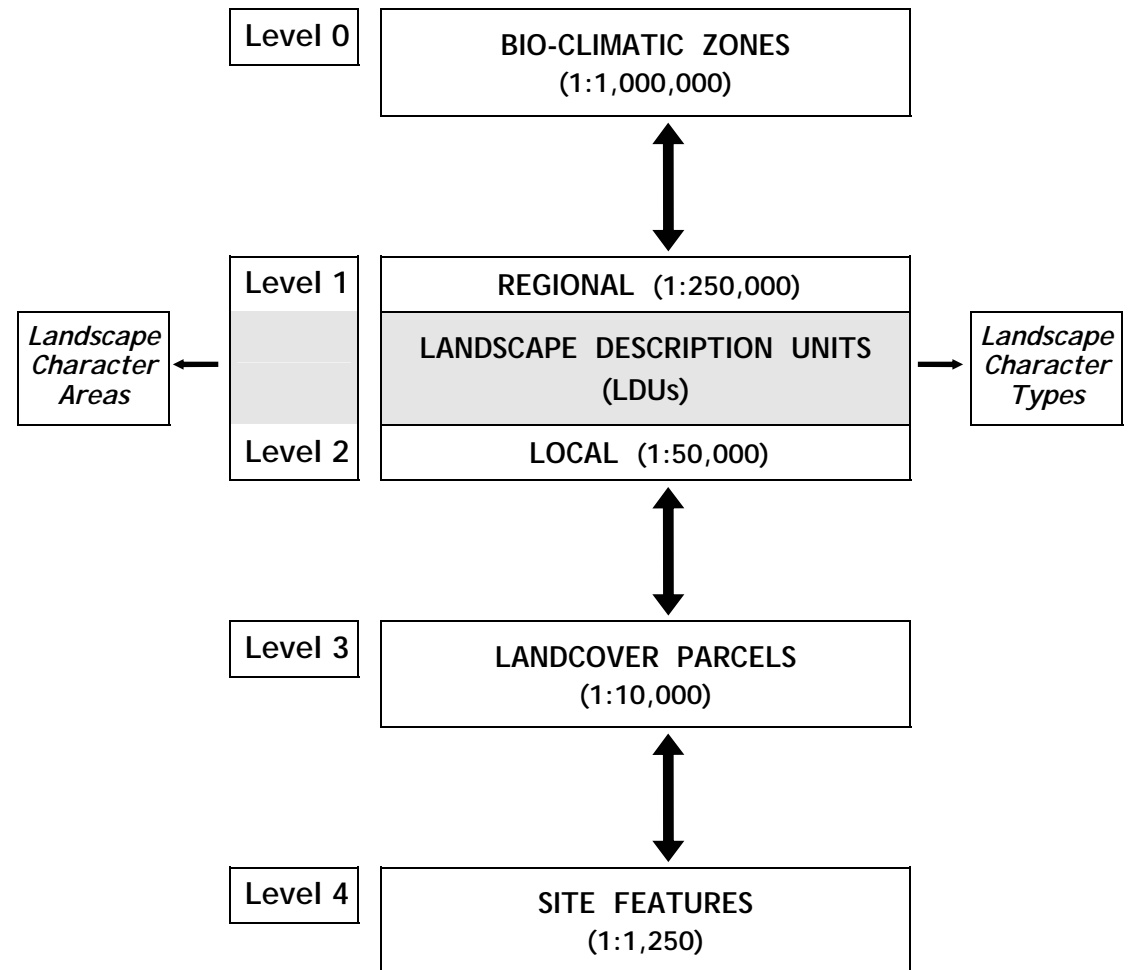 Level 0
BIO-CLIMATIC ZONES
(1:1,000,000)
Level 1
REGIONAL (1:250,000)
Landscape
Character
Areas
LANDSCAPE DESCRIPTION UNITS
(LDUs)
Landscape
Character
Types
Level 2
LOCAL (1:50,000)
Level 3
LANDCOVER PARCELS
(1:10,000)
Level 4
SITE FEATURES
(1:1,250)